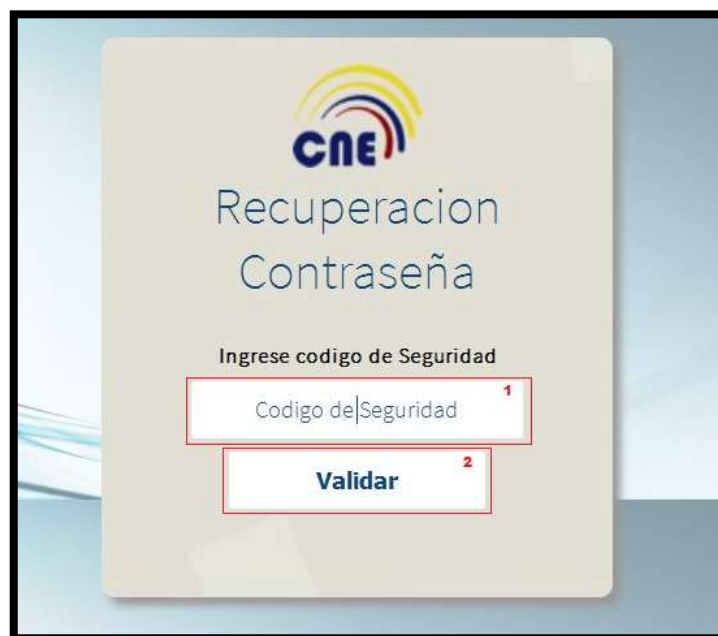 CNE
Recuperacion
Contraseña
Ingrese codigo de Seguridad
Codigo de Seguridad
1
Validar
2